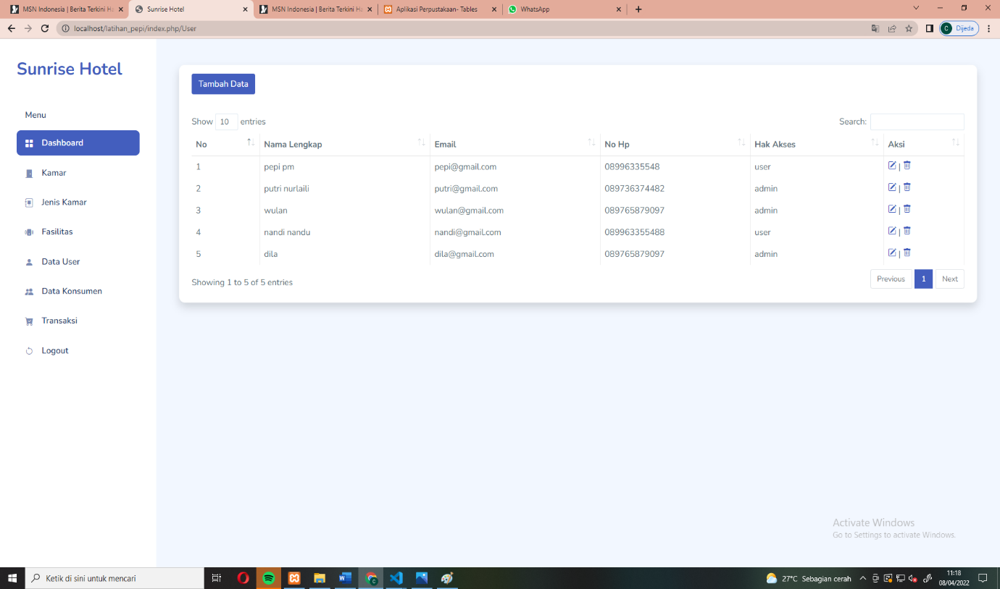 MSN Indonesia | Berita Terkini Ha
Sunrise Hotel
MSN Indonesia | Berita Terkini Ha
Aplikasi Perpustakaan- Tables
WhatsApp
localhost/latihan_pepi/index.php/User
C Dijeda
Sunrise Hotel
Menu
Dashboard
Kamar
Jenis Kamar
Fasilitas
Data User
Data Konsumen
Transaksi
Logout
Tambah Data
Show 10 entries Search:
No Nama Lengkap Email No Hp Hak Akses Aksi
1 pepi pm pepi@gmail.com 08996335548 user |
2 putri nurlaili putri@gmail.com 089736374482 admin |
3 wulan wulan@gmail.com 089765879097 admin |
4 nandi nandu nandi@gmail.com 089963355488 user |
5 dila dila@gmail.com 089765879097 admin |
Showing 1 to 5 of 5 entries Previous 1 Next
Activate Windows
Go to Settings to activate Windows.
Ketik di sini untuk mencari
27°C Sebagian cerah
11:18
08/04/2022